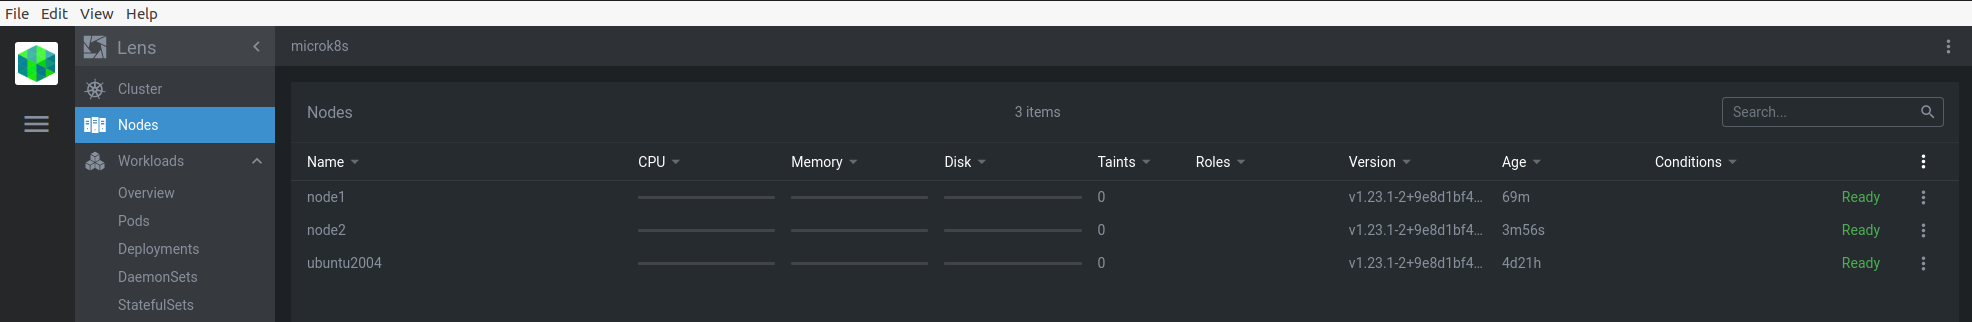 File Edit View Help
Lens
microk8s
Cluster
Nodes
Workloads
Overview
Pods
Deployments
DaemonSets
StatefulSets
Nodes 3 items Search...
Name CPU Memory Disk Taints Roles Version Age Conditions
node1 0 v1.23.1-2+9e8d1bf4... 69m Ready
node2 0 v1.23.1-2+9e8d1bf4... 3m56s Ready
ubuntu2004 0 v1.23.1-2+9e8d1bf4... 4d21h Ready